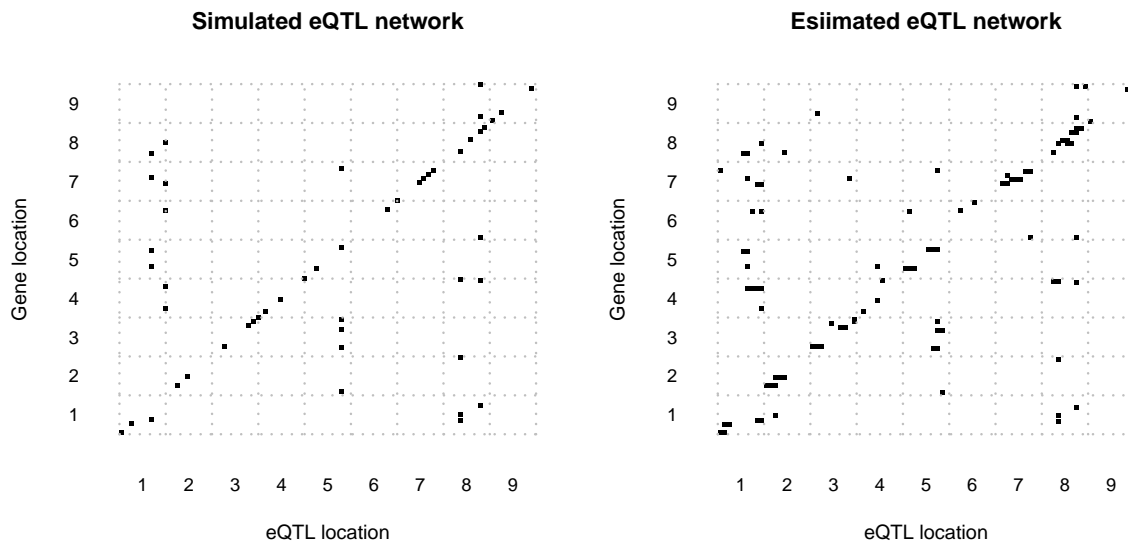 Simulated eQTL network
Gene location
9
8
7
6
5
4
3
2
1
1 2 3 4 5 6 7 8 9
eQTL location
Esiimated eQTL network
Gene location
9
8
7
6
5
4
3
2
1
1 2 3 4 5 6 7 8 9
eQTL location